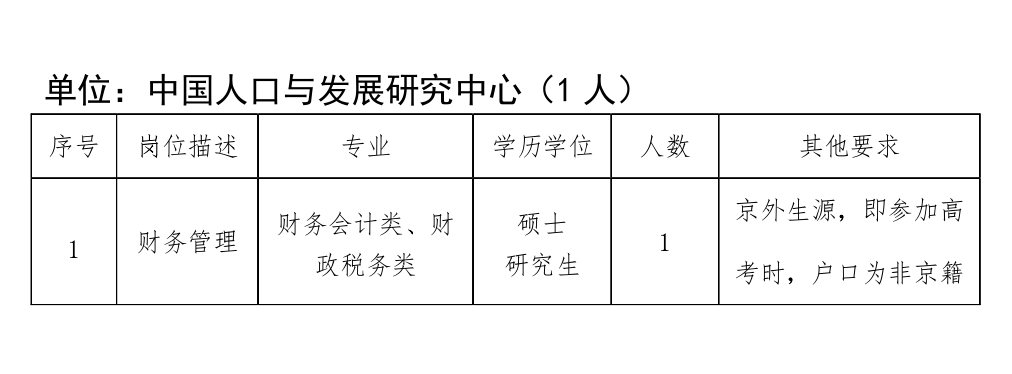 单位：中国人口与发展研究中心（1 人）
序号 岗位描述 专业 学历学位 人数 其他要求
1 财务管理 财务会计类、财政税务类 硕士研究生 1 京外生源，即参加高考时，户口为非京籍